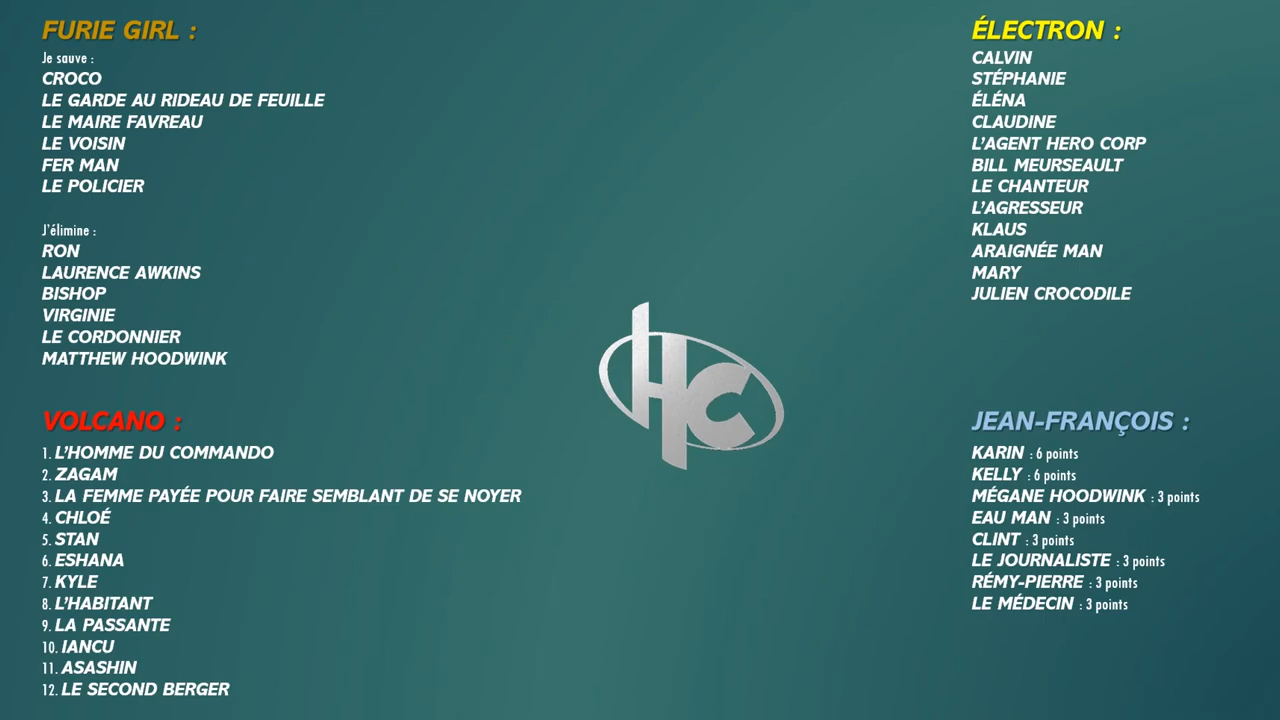 FURIE GIRL :
Je sauve :
CROCO
LE GARDE AU RIDEAU DE FEUILLE
LE MAIRE FAVREAU
LE VOISIN
FER MAN
LE POLICIER
J'élimine :
RON
LAURENCE AWKINS
BISHOP
VIRGINIE
LE CORDONNIER
MATTHEW HOODWINK
ÉLECTRON :
CALVIN
STÉPHANIE
ÉLÉNA
CLAUDINE
L'AGENT HERO CORP
BILL MEURSEAULT
LE CHANTEUR
L'AGRESSEUR
KLAUS
ARAIGNÉE MAN
MARY
JULIEN CROCODILE
HC
VOLCANO :
1. L'HOMME DU COMMANDO
2. ZAGAM
3. LA FEMME PAYÉE POUR FAIRE SEMBLANT DE SE NOYER
4. CHLOÉ
5. STAN
6. ESHANA
7. KYLE
8. L'HABITANT
9. LA PASSANTE
10. IANCU
11. ASASHIN
12. LE SECOND BERGER
JEAN-FRANÇOIS :
KARIN : 6 points
KELLY : 6 points
MÉGANE HOODWINK : 3 points
EAU MAN : 3 points
CLINT : 3 points
LE JOURNALISTE : 3 points
RÉMY-PIERRE : 3 points
LE MÉDECIN : 3 points